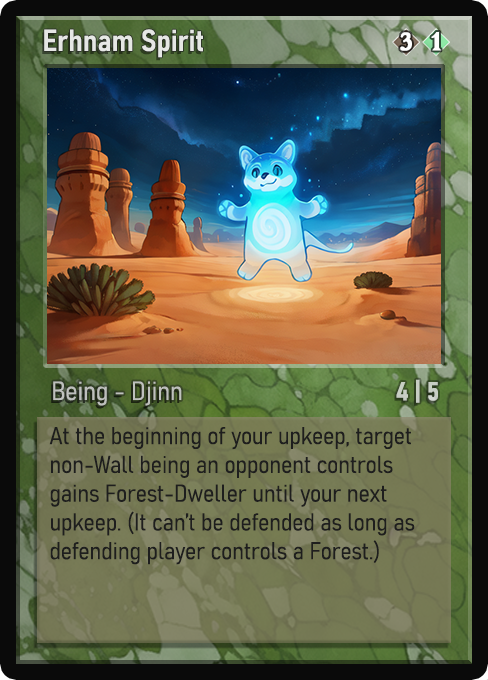 Erhnam Spirit 3 1
Being - Djinn 4|5
At the beginning of your upkeep, target
non-Wall being an opponent controls
gains Forest-Dweller until your next
upkeep. (It can't be defended as long as
defending player controls a Forest.)